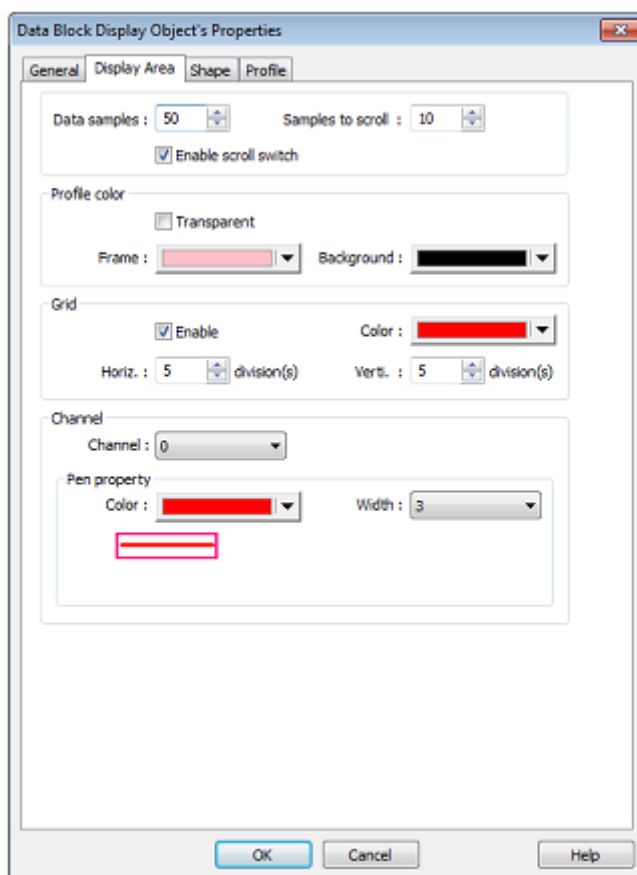 Data Block Display Object's Properties
General Display Area Shape Profile
Data samples : 50 Samples to scroll : 10
Enable scroll switch
Profile color
Transparent
Frame : Background :
Grid
Enable Color :
Horiz. : 5 division(s) Verti. : 5 division(s)
Channel
Channel : 0
Pen property
Color : Width : 3
OK Cancel Help